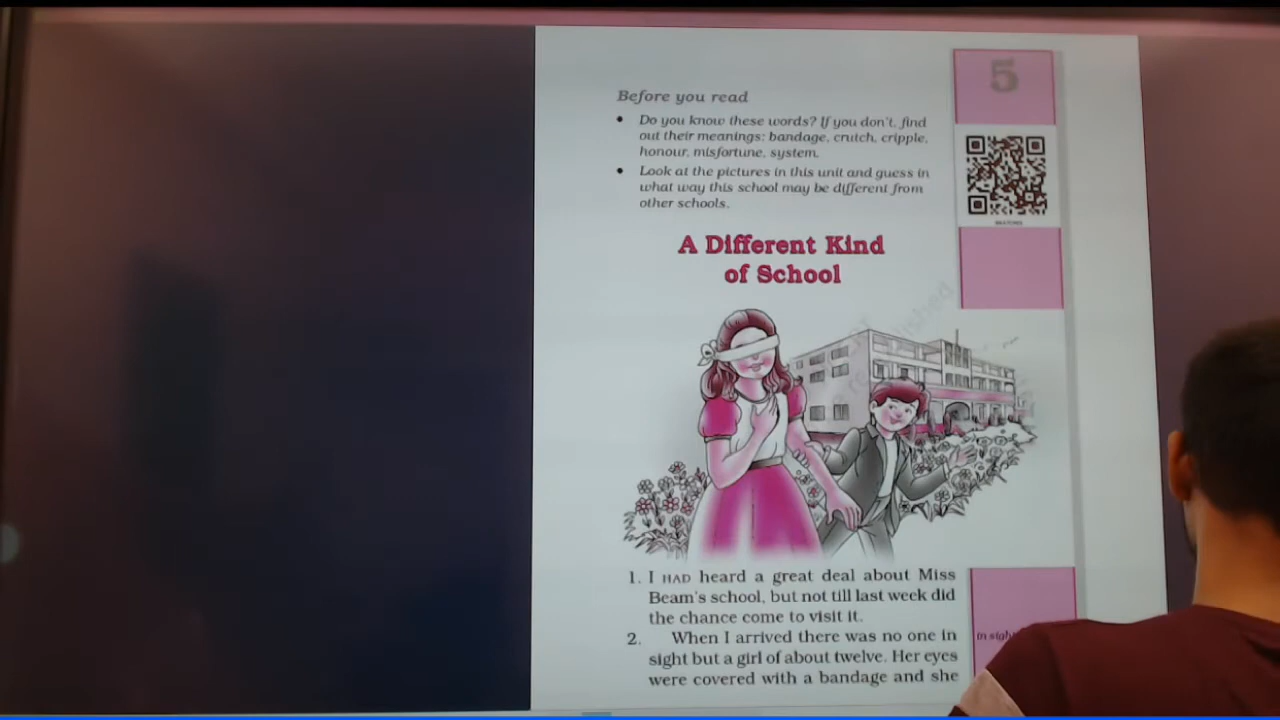 5
Before you read
• Do you know these words? If you don't, find
out their meanings: bandage, crutch, cripple,
honour, misfortune, system.
• Look at the pictures in this unit and guess in
what way this school may be different from
other schools.
A Different Kind
of School
1. I HAD heard a great deal about Miss
Beam's school, but not till last week did
the chance come to visit it.
2. When I arrived there was no one in
sight but a girl of about twelve. Her eyes
were covered with a bandage and she
in sight